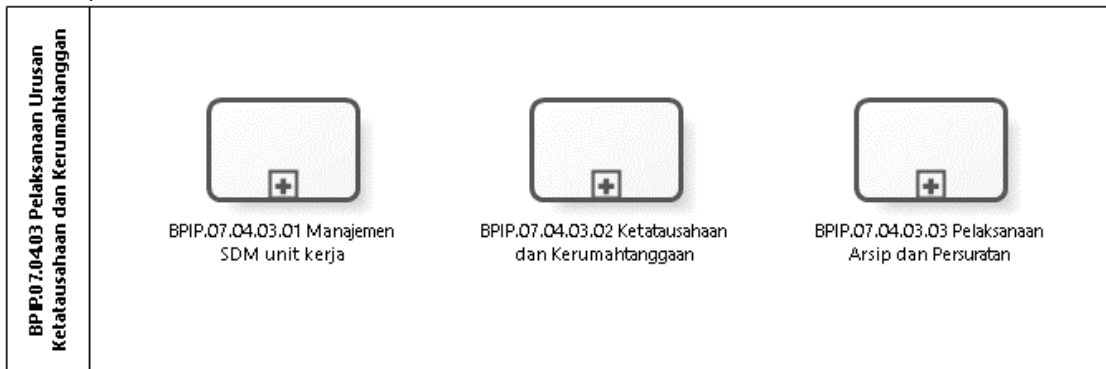 BPIP.07.04.03 Pelaksanaan Urusan
Ketatausahaan dan Kerumahtanggan
BPIP.07.04.03.01 Manajemen
SDM unit kerja
BPIP.07.04.03.02 Ketatausahaan
dan Kerumahtanggaan
BPIP.07.04.03.03 Pelaksanaan
Arsip dan Persuratan